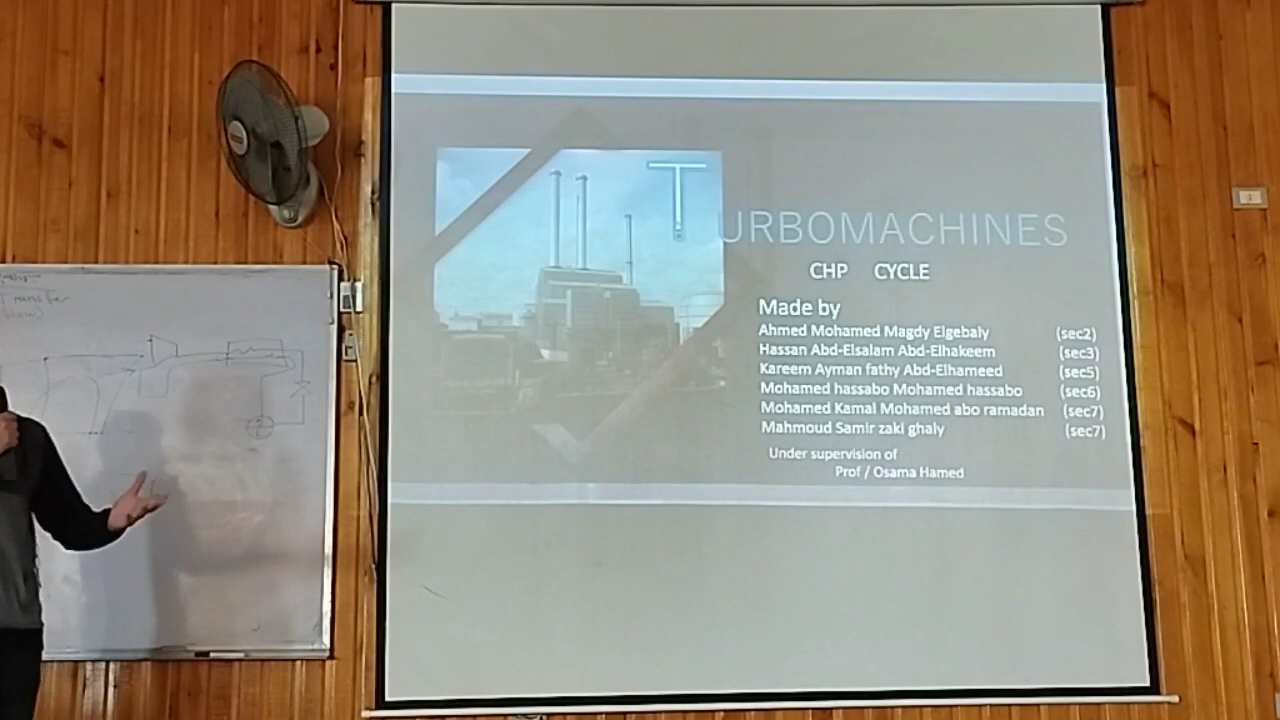 TURBOMACHINES
CHP CYCLE
Made by
Ahmed Mohamed Magdy Elgebaly (sec2)
Hassan Abd-Elsalam Abd-Elhakeem (sec3)
Kareem Ayman fathy Abd-Elhameed (sec5)
Mohamed hassabo Mohamed hassabo (sec6)
Mohamed Kamal Mohamed abo ramadan (sec7)
Mahmoud Samir zaki ghaly (sec7)
Under supervision of
Prof / Osama Hamed
Transfer